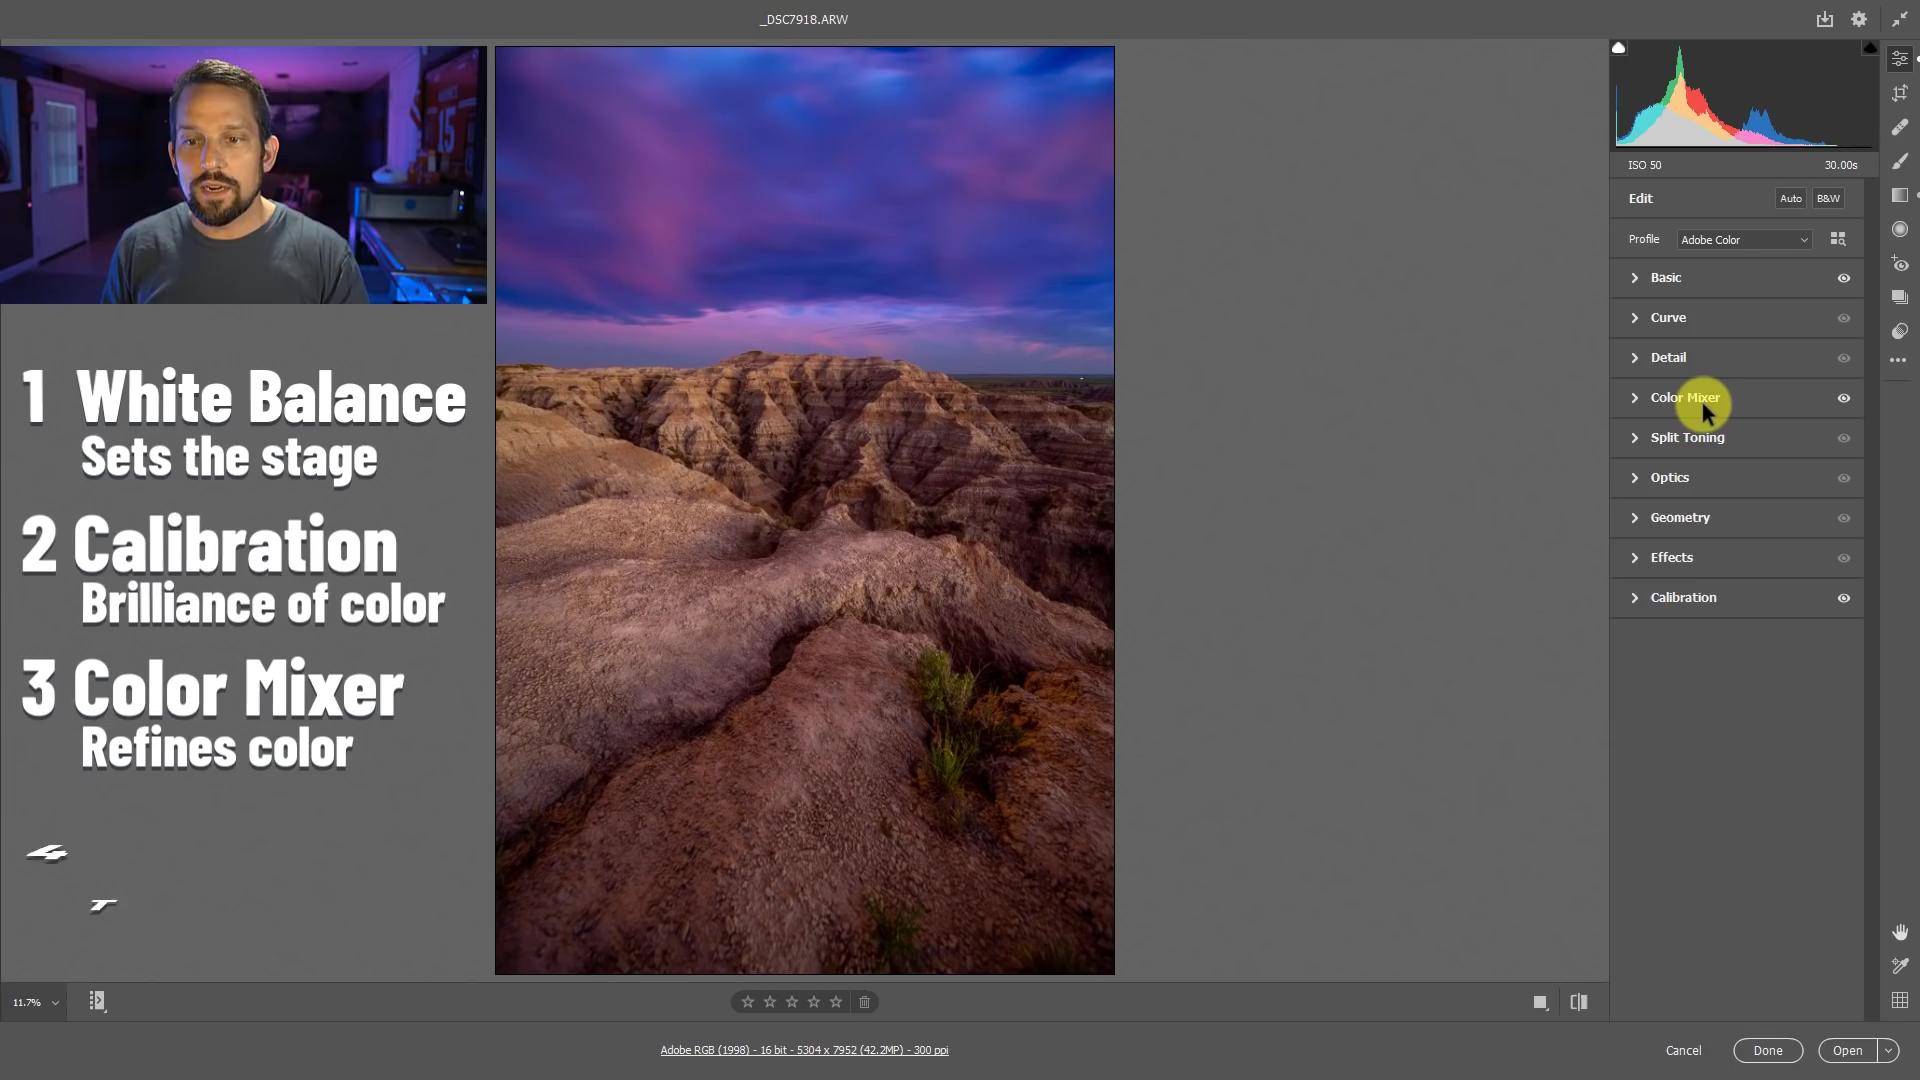 _DSC7918.ARW
ISO 50
30.00s
Edit
Auto
B&W
Profile
Adobe Color
Basic
Curve
Detail
Color Mixer
Split Toning
Optics
Geometry
Effects
Calibration
1 White Balance
Sets the stage
2 Calibration
Brilliance of color
3 Color Mixer
Refines color
4
T
15
11.7%
Adobe RGB (1998) - 16 bit - 5304 x 7952 (42.2MP) - 300 ppi
Cancel
Done
Open